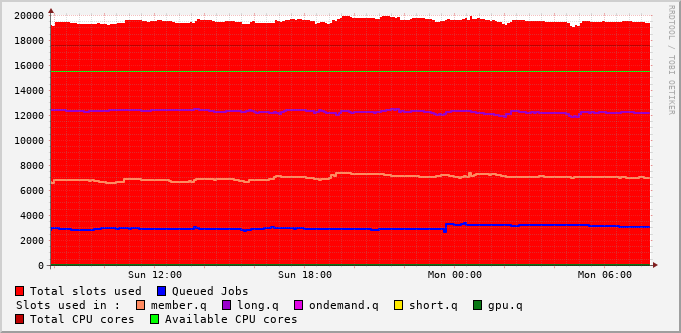 20000
18000
16000
14000
12000
10000
8000
6000
4000
2000
0
Sun 12:00 Sun 18:00 Mon 00:00 Mon 06:00
RRDTOOL / TOBI OETIKER
Total slots used Queued Jobs
Slots used in : member.q long.q ondemand.q short.q gpu.q
Total CPU cores Available CPU cores